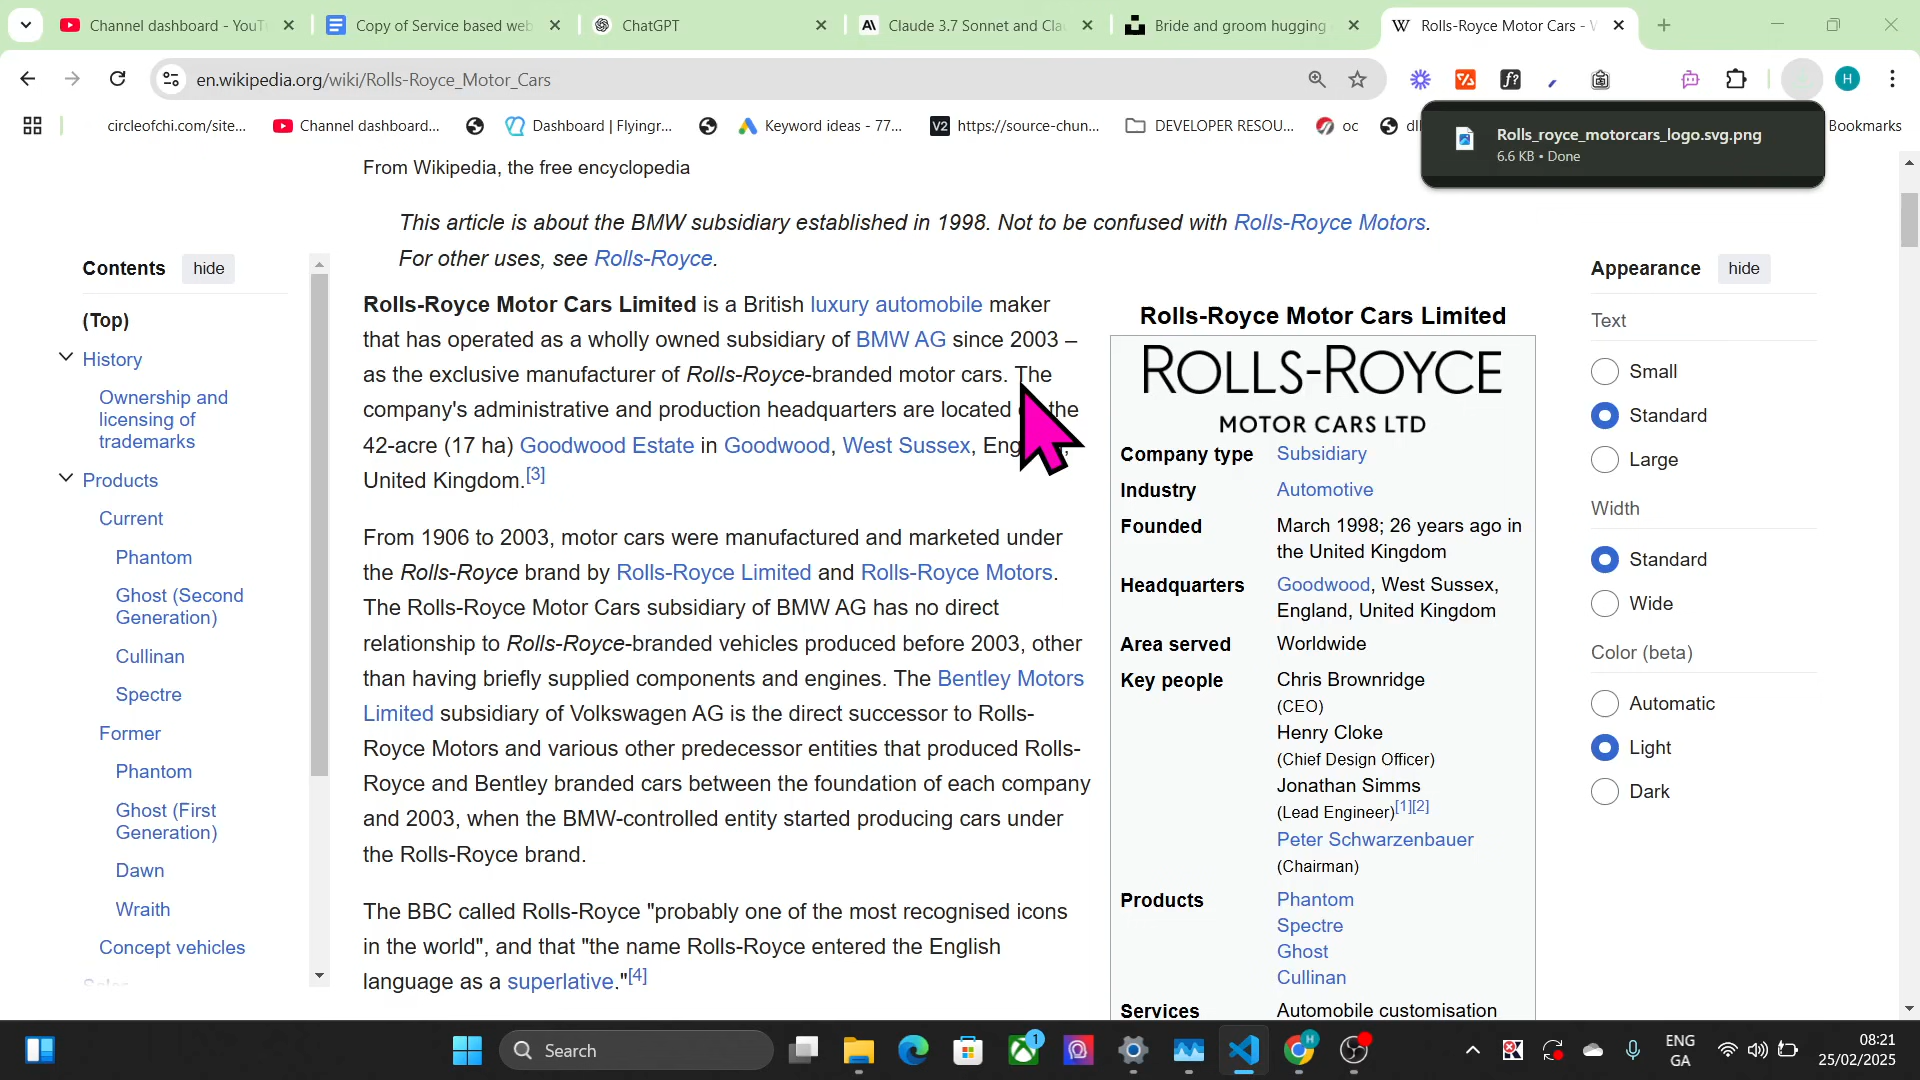 Channel dashboard - YouT
Copy of Service based web
ChatGPT
Claude 3.7 Sonnet and Cla
Bride and groom hugging
Rolls-Royce Motor Cars - W
en.wikipedia.org/wiki/Rolls-Royce_Motor_Cars
circleofchi.com/site...
Channel dashboard...
Dashboard | Flyingr...
Keyword ideas - 77...
V2
https://source-chun...
DEVELOPER RESOU...
oc
Bookmarks
Rolls_royce_motorcars_logo.svg.png
6.6 KB • Done
From Wikipedia, the free encyclopedia
This article is about the BMW subsidiary established in 1998. Not to be confused with Rolls-Royce Motors.
For other uses, see Rolls-Royce.
Contents
hide
(Top)
History
Ownership and
licensing of
trademarks
Products
Current
Phantom
Ghost (Second
Generation)
Cullinan
Spectre
Former
Phantom
Ghost (First
Generation)
Dawn
Wraith
Concept vehicles
Rolls-Royce Motor Cars Limited is a British luxury automobile maker
that has operated as a wholly owned subsidiary of BMW AG since 2003 –
as the exclusive manufacturer of Rolls-Royce-branded motor cars. The
company's administrative and production headquarters are located the
42-acre (17 ha) Goodwood Estate in Goodwood, West Sussex, Eng
United Kingdom.[3]
From 1906 to 2003, motor cars were manufactured and marketed under
the Rolls-Royce brand by Rolls-Royce Limited and Rolls-Royce Motors.
The Rolls-Royce Motor Cars subsidiary of BMW AG has no direct
relationship to Rolls-Royce-branded vehicles produced before 2003, other
than having briefly supplied components and engines. The Bentley Motors
Limited subsidiary of Volkswagen AG is the direct successor to Rolls-
Royce Motors and various other predecessor entities that produced Rolls-
Royce and Bentley branded cars between the foundation of each company
and 2003, when the BMW-controlled entity started producing cars under
the Rolls-Royce brand.
The BBC called Rolls-Royce "probably one of the most recognised icons
in the world", and that "the name Rolls-Royce entered the English
language as a superlative."[4]
Rolls-Royce Motor Cars Limited
ROLLS-ROYCE
MOTOR CARS LTD
Company type Subsidiary
Industry Automotive
Founded March 1998; 26 years ago in
the United Kingdom
Headquarters Goodwood, West Sussex,
England, United Kingdom
Area served Worldwide
Key people Chris Brownridge
(CEO)
Henry Cloke
(Chief Design Officer)
Jonathan Simms
(Lead Engineer)[1][2]
Peter Schwarzenbauer
(Chairman)
Products Phantom
Spectre
Ghost
Cullinan
Services Automobile customisation
Appearance
hide
Text
Small
Standard
Large
Width
Standard
Wide
Color (beta)
Automatic
Light
Dark
Search
1
ENG
GA
08:21
25/02/2025